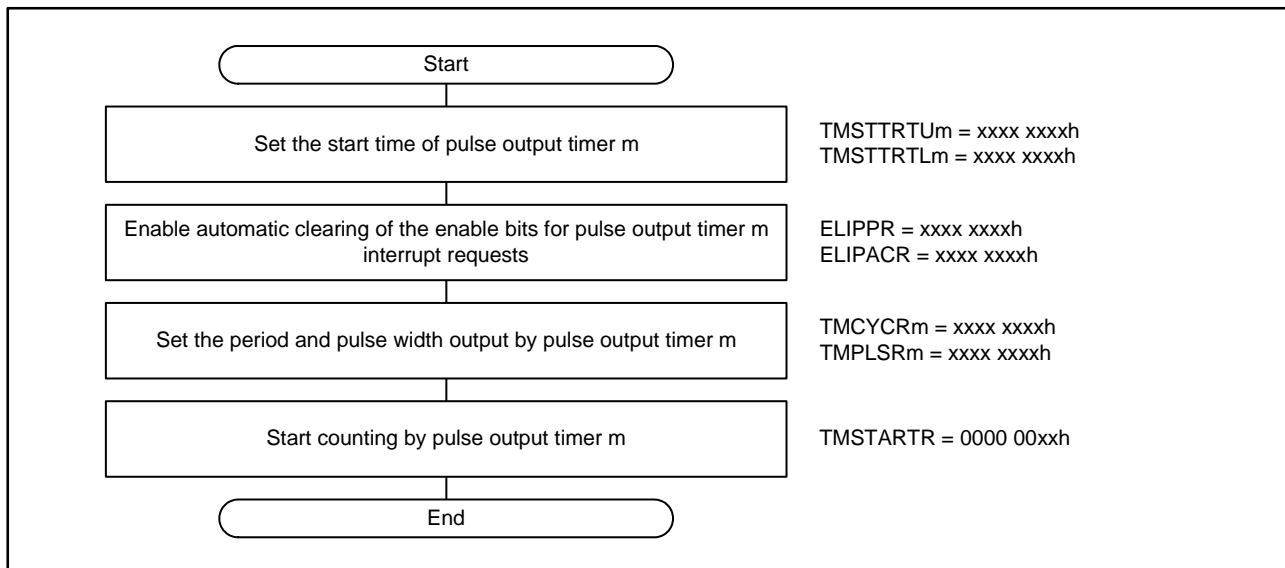 Start
Set the start time of pulse output timer m
TMSTTRTUm = xxxx xxxxh
TMSTTRTLm = xxxx xxxxh
Enable automatic clearing of the enable bits for pulse output timer m
interrupt requests
ELIPPR = xxxx xxxxh
ELIPACR = xxxx xxxxh
Set the period and pulse width output by pulse output timer m
TMCYCRm = xxxx xxxxh
TMPLSRm = xxxx xxxxh
Start counting by pulse output timer m
TMSTARTR = 0000 00xxh
End